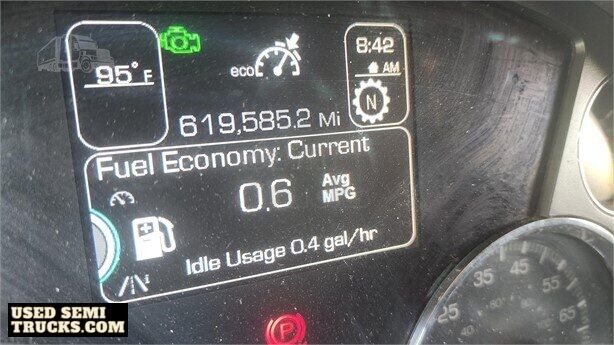 95°F
eco
8:42
AM
N
619,585.2 Mi
Fuel Economy: Current
0.6 Avg
MPG
Idle Usage 0.4 gal/hr
P
25
35
45
55
65
USED SEMI
TRUCKS.COM